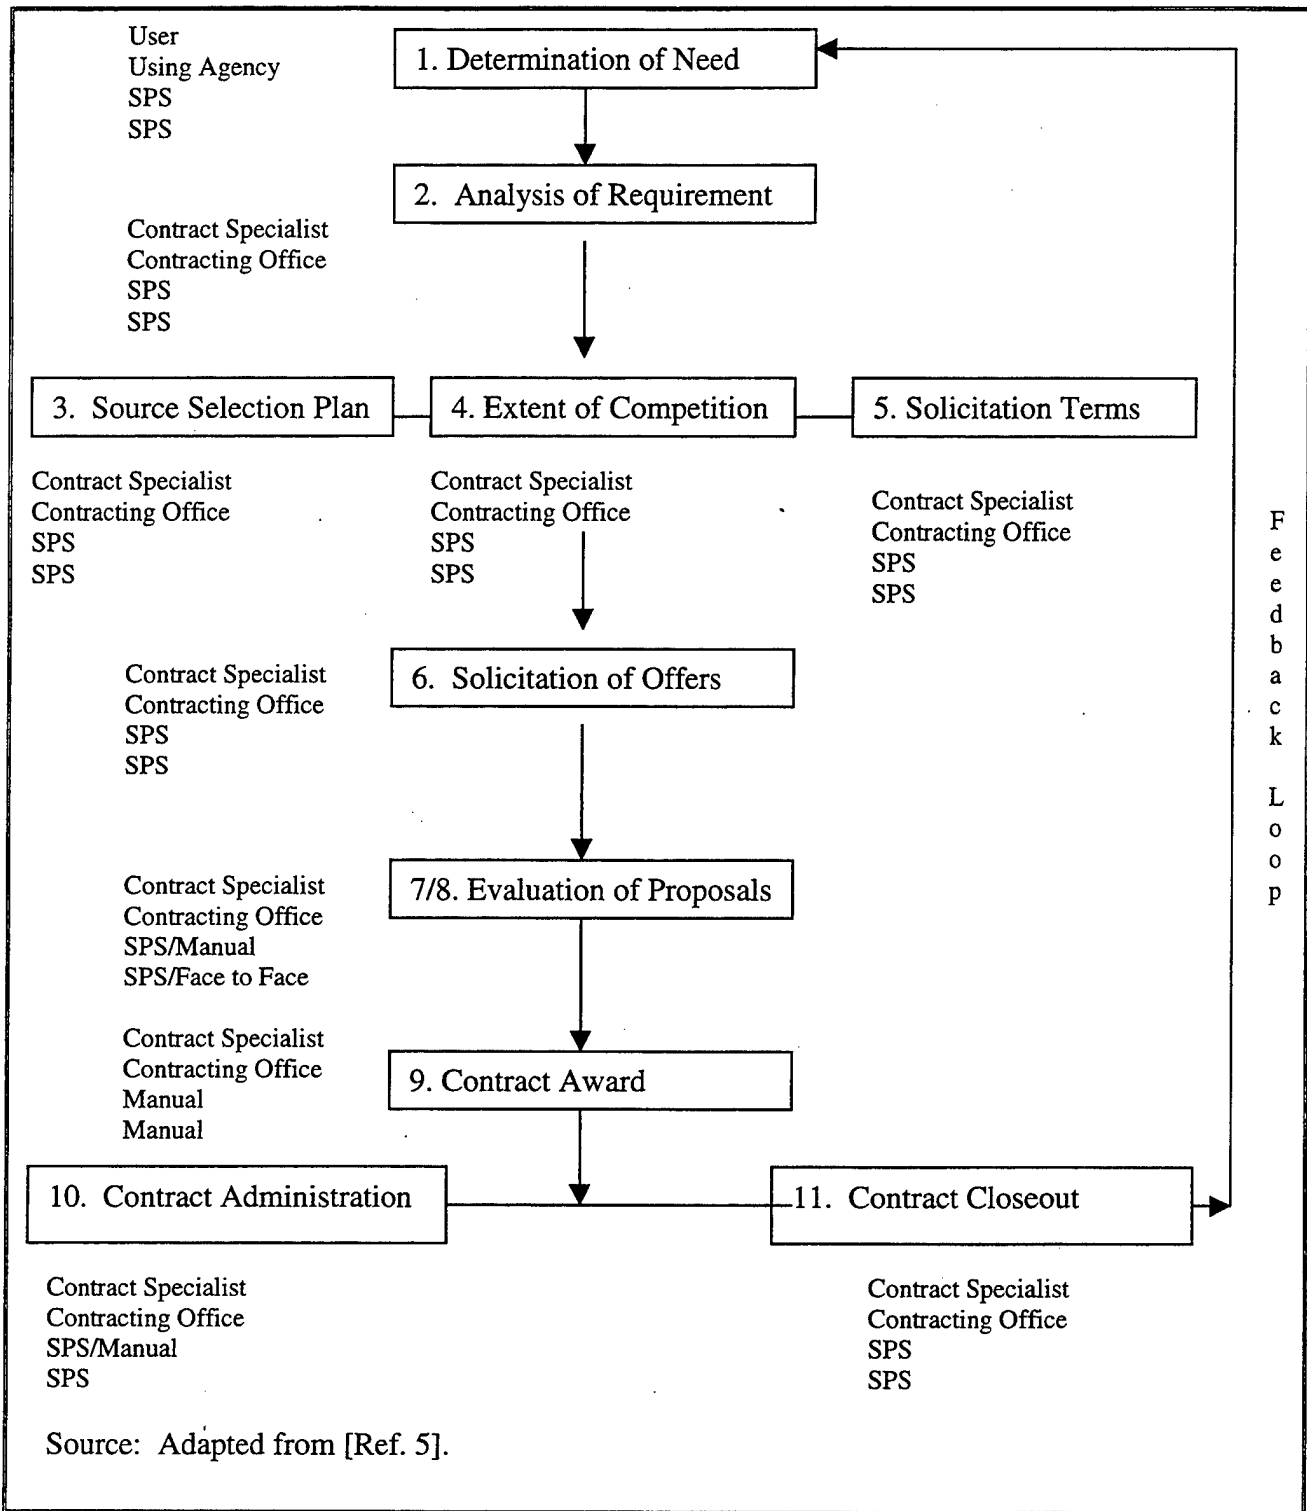 User
Using Agency
SPS
SPS
1. Determination of Need
2. Analysis of Requirement
Contract Specialist
Contracting Office
SPS
SPS
3. Source Selection Plan
4. Extent of Competition
5. Solicitation Terms
Contract Specialist
Contracting Office
SPS
SPS
Contract Specialist
Contracting Office
SPS
SPS
Contract Specialist
Contracting Office
SPS
SPS
Feedback Loop
6. Solicitation of Offers
Contract Specialist
Contracting Office
SPS
SPS
7/8. Evaluation of Proposals
Contract Specialist
Contracting Office
SPS/Manual
SPS/Face to Face
Contract Specialist
Contracting Office
Manual
Manual
9. Contract Award
10. Contract Administration
11. Contract Closeout
Contract Specialist
Contracting Office
SPS/Manual
SPS
Contract Specialist
Contracting Office
SPS
SPS
Source: Adapted from [Ref. 5].